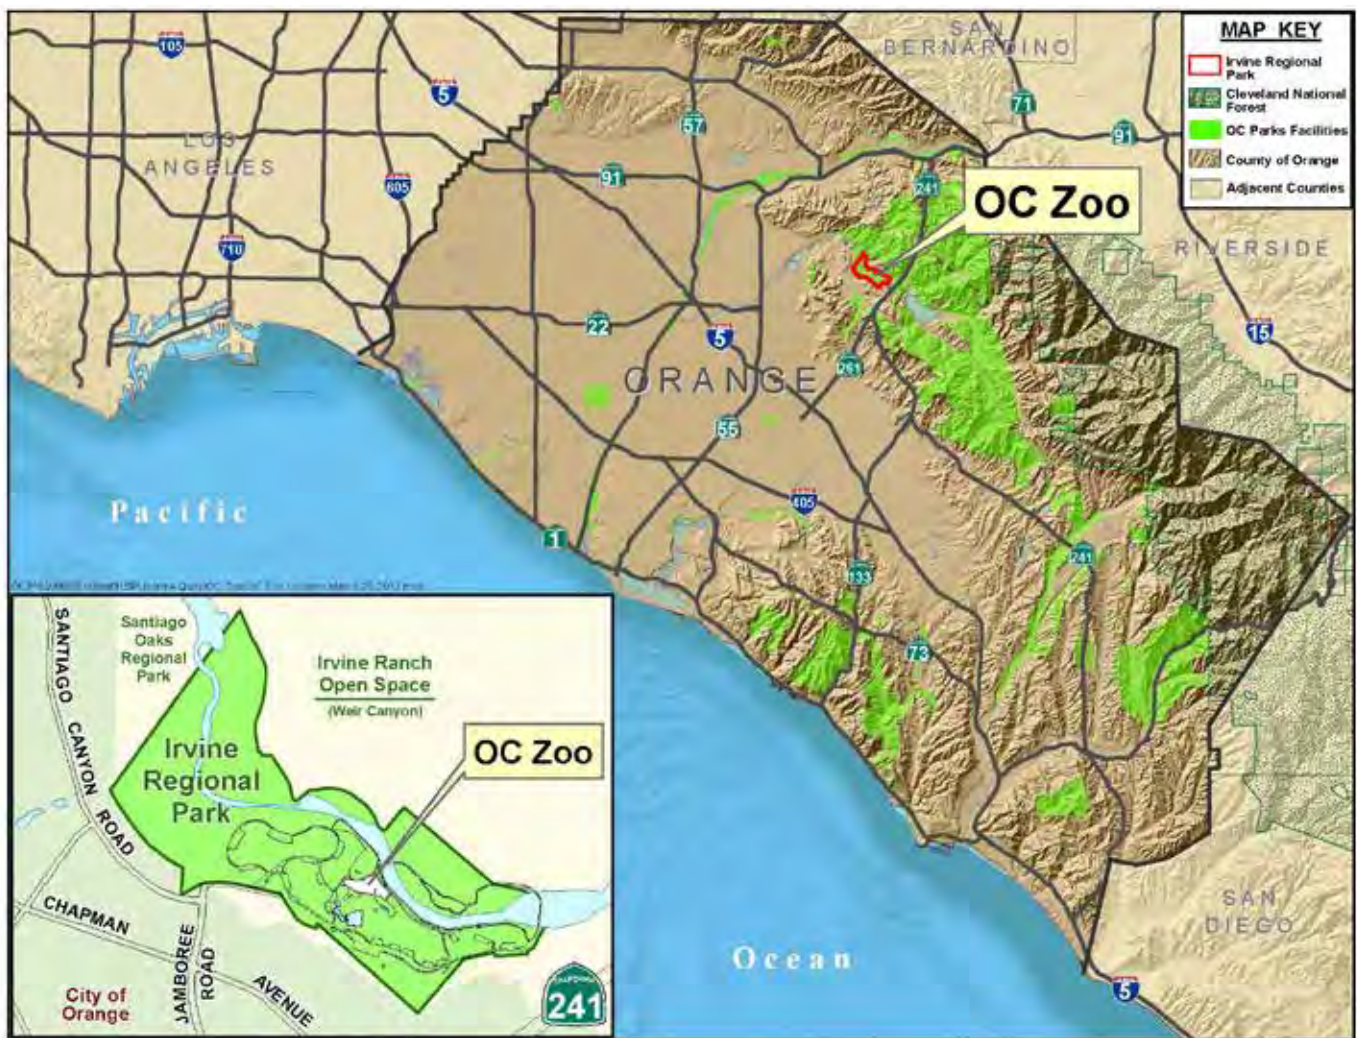 MAP KEY
Irvine Regional
Park
Cleveland National
Forest
OC Parks Facilities
County of Orange
Adjacent Counties
SAN
BERNARDINO
105
5
71
57
91
LOS
ANGELES
91
605
241
OC Zoo
710
RIVERSIDE
15
22
5
261
ORANGE
55
405
Pacific
1
241
133
73
SAN
DIEGO
Ocean
5
SANTIAGO CANYON ROAD
Santiago
Oaks
Regional
Park
Irvine Ranch
Open Space
(Weir Canyon)
Irvine
Regional
Park
OC Zoo
CHAPMAN AVENUE
JAMBOREE
ROAD
City of
Orange
CALIFORNIA
241